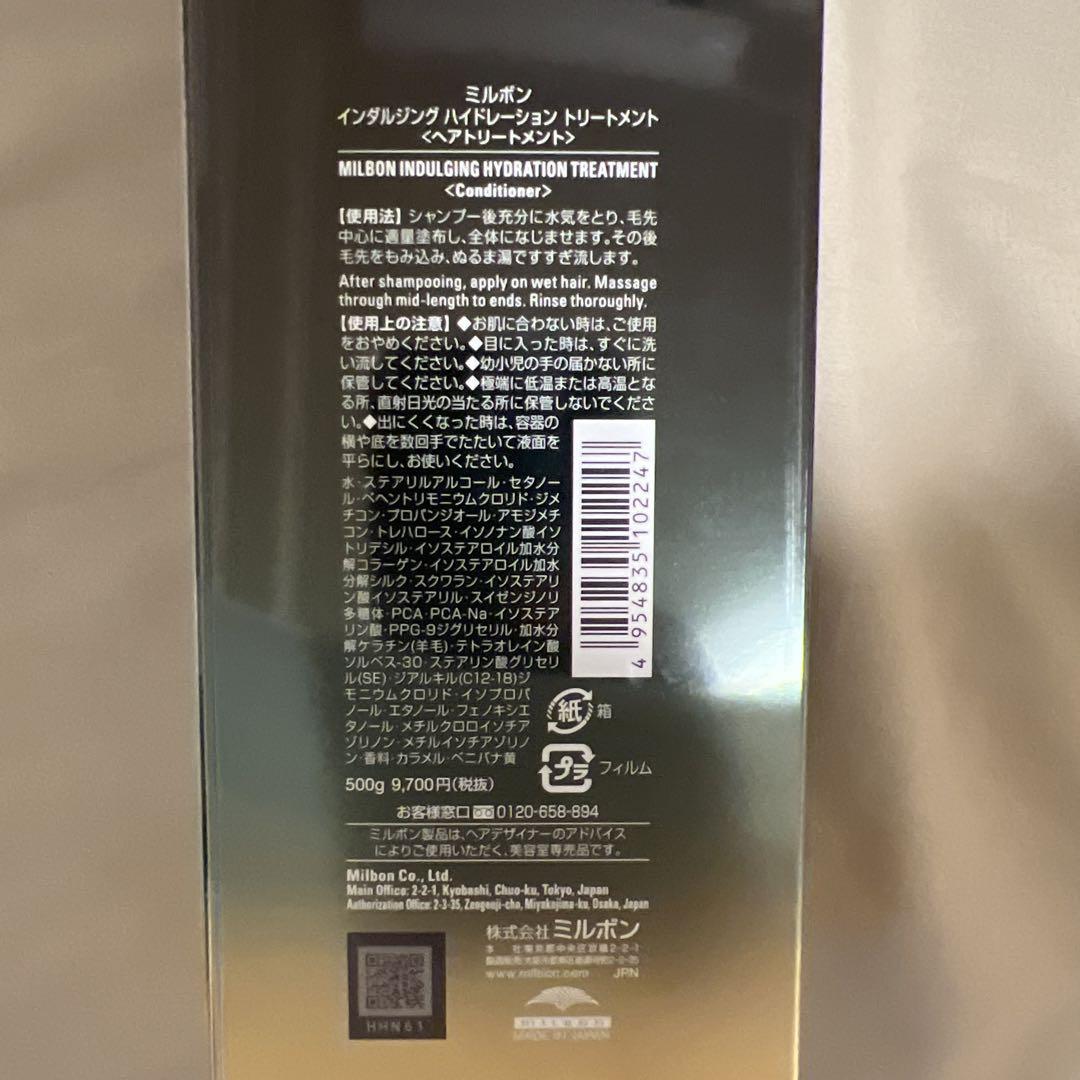 ミルボン
インダルジング ハイドレーション トリートメント
<ヘアトリートメント>
MILBON INDULGING HYDRATION TREATMENT
<Conditioner>
【使用法】シャンプー後充分に水気をとり、毛先
中心に適量塗布し、全体になじませます。その後
毛先をもみ込み、ぬるま湯ですすぎ流します。
After shampooing, apply on wet hair. Massage
through mid-length to ends. Rinse thoroughly.
【使用上の注意】◆お肌に合わない時は、ご使用
をおやめください。◆目に入った時は、すぐに洗
い流してください。◆幼小児の手の届かない所に
保管してください。◆極端に低温または高温とな
る所、直射日光の当たる所に保管しないでくださ
い。◆出にくくなった時は、容器の
横や底を数回手でたたいて液面を
平らにし、お使いください。
水・ステアリルアルコール・セタノー
ル・ベヘントリモニウムクロリド・ジメ
チコン・プロパンジオール・アモジメチ
コン・トレハロース・イソノナン酸イソ
トリデシル・イソステアロイル加水分
解コラーゲン・イソステアロイル加水
分解シルク・スクワラン・イソステアリ
ン酸イソステアリル・スイゼンジノリ
多糖体・PCA・PCA-Na・イソステア
リン酸・PPG-9ジグリセリル・加水分
解ケラチン(羊毛)・テトラオレイン酸
ソルベス-30・ステアリン酸グリセリ
ル(SE)・ジアルキル(C12-18)ジ
モニウムクロリド・イソプロパ
ノール・エタノール・フェノキシエ
タノール・メチルクロロイソチア
ゾリノン・メチルイソチアゾリノ
ン・香料・カラメル・ベニバナ黄
4 954835 102247
紙 箱
プラ フィルム
500g 9,700円(税抜)
お客様窓口 0120-658-894
ミルボン製品は、ヘアデザイナーのアドバイス
によりご使用いただく、美容室専売品です。
Milbon Co., Ltd.
Main Office: 2-2-1, Kyobashi, Chuo-ku, Tokyo, Japan
Authorization Office: 2-3-35, Zengenji-cho, Miyakojima-ku, Osaka, Japan
株式会社 ミルボン
本 社 東京都中央区京橋2-2-1
www.milbon.com JPN
HHN61
milbon
MADE IN JAPAN